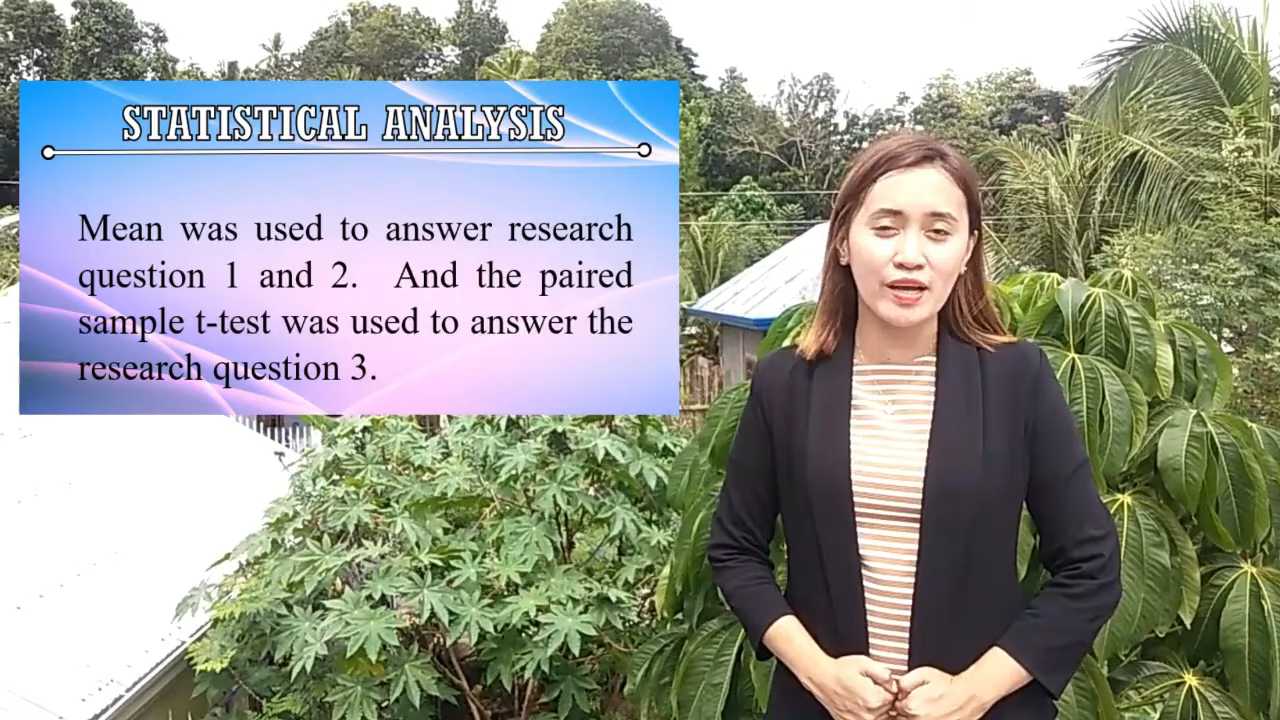 STATISTICAL ANALYSIS
Mean was used to answer research
question 1 and 2. And the paired
sample t-test was used to answer the
research question 3.